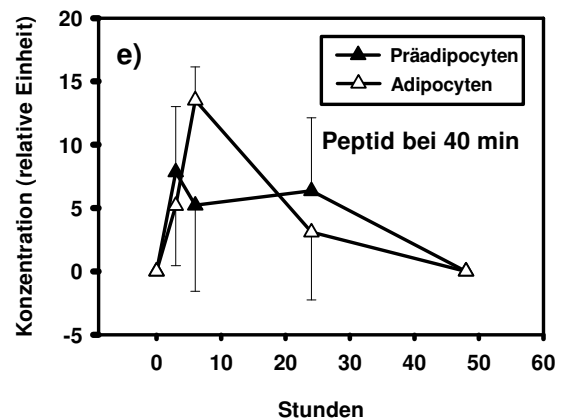 20
15
10
5
0
-5
Konzentration (relative Einheit)
e)
Präadipocyten
Adipocyten
Peptid bei 40 min
0 10 20 30 40 50 60
Stunden